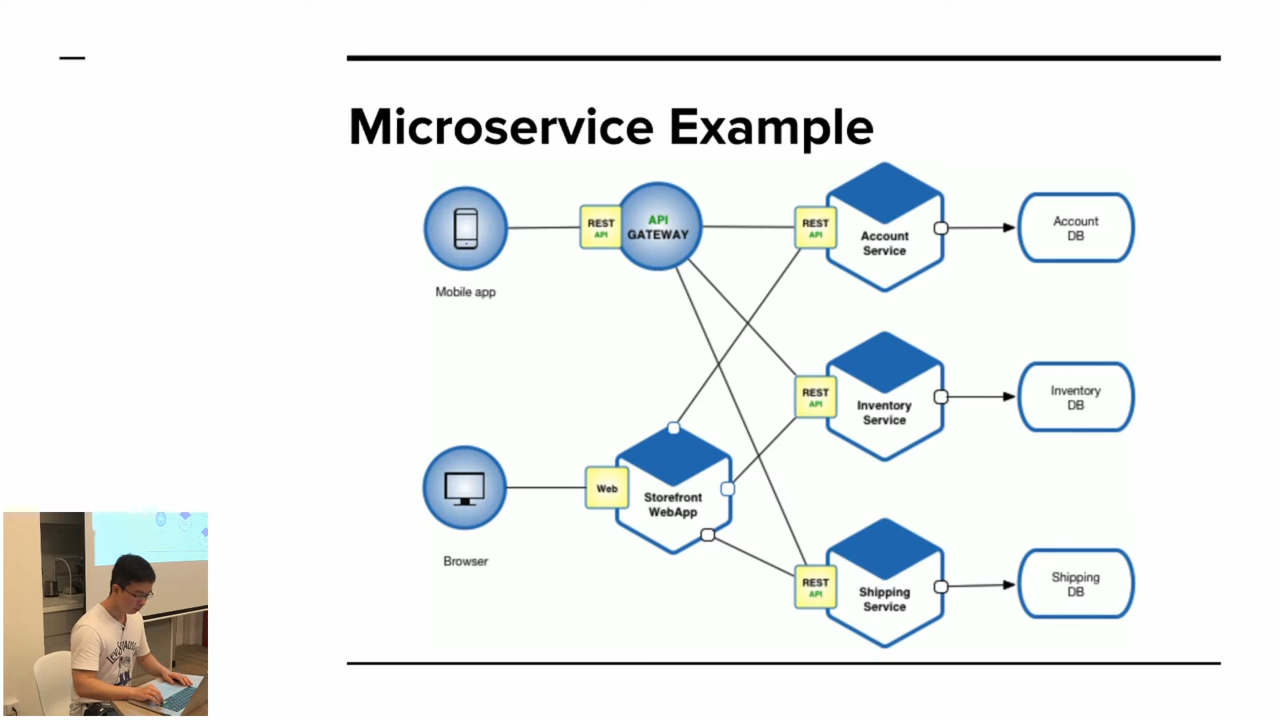 Microservice Example
Mobile app
REST
API
API
GATEWAY
REST
API
Account
Service
Account
DB
REST
API
Inventory
Service
Inventory
DB
Browser
Web
Storefront
WebApp
REST
API
Shipping
Service
Shipping
DB